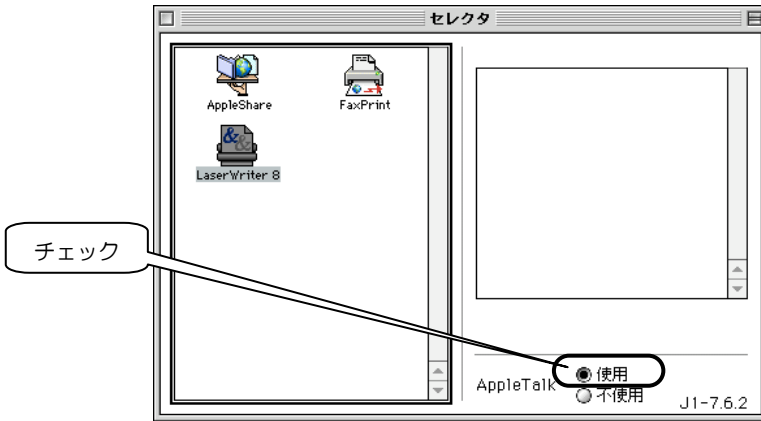 セレクタ
AppleShare
FaxPrint
LaserWriter 8
チェック
AppleTalk
使用
不使用
J1-7.6.2